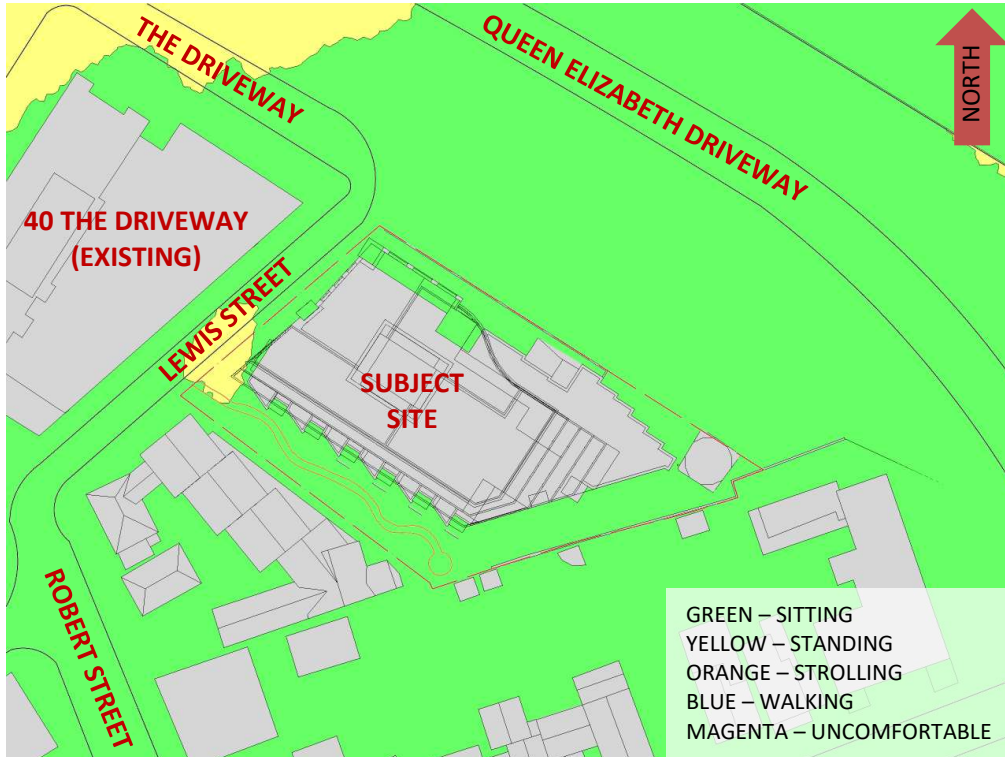 THE DRIVEWAY
QUEEN ELIZABETH DRIVEWAY
NORTH
40 THE DRIVEWAY
(EXISTING)
LEWIS STREET
SUBJECT
SITE
ROBERT STREET
GREEN – SITTING
YELLOW – STANDING
ORANGE – STROLLING
BLUE – WALKING
MAGENTA – UNCOMFORTABLE